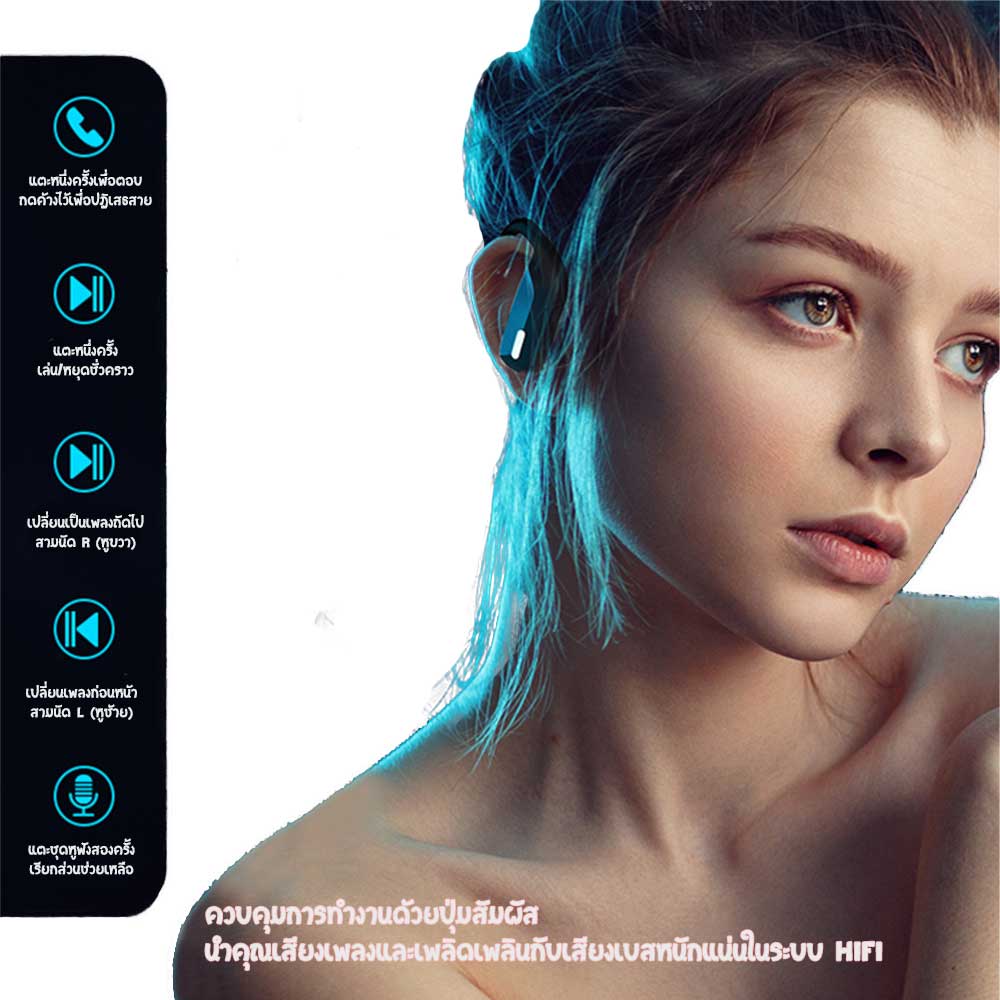 แตะหนึ่งครั้งเพื่อตอบ
กดค้างไว้เพื่อปฏิเสธสาย
แตะหนึ่งครั้ง
เล่น/หยุดชั่วคราว
เปลี่ยนเป็นเพลงถัดไป
สามนัด R (หูขวา)
เปลี่ยนเพลงก่อนหน้า
สามนัด L (หูซ้าย)
แตะชุดหูฟังสองครั้ง
เรียกส่วนช่วยเหลือ
ควบคุมการทำงานด้วยปุ่มสัมผัส
นำคุณเสียงเพลงและเพลิดเพลินกับเสียงเบสหนักแน่นในระบบ HIFI